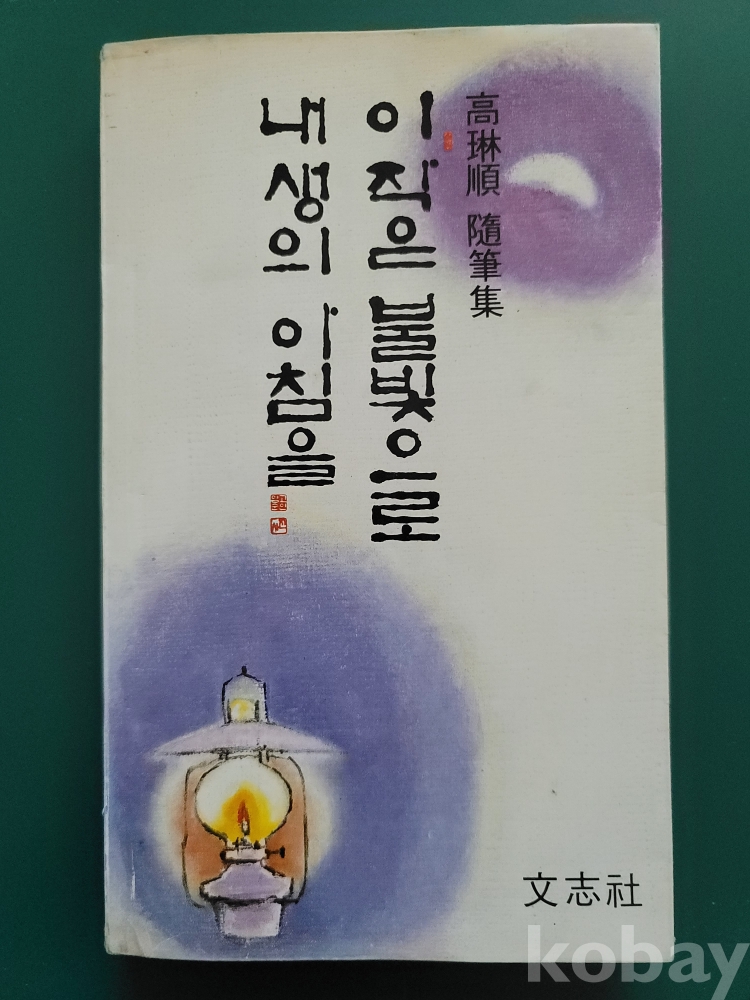 高琳順 隨筆集
이 작은 불빛으로
내 생의 아침을
文志社
kobay